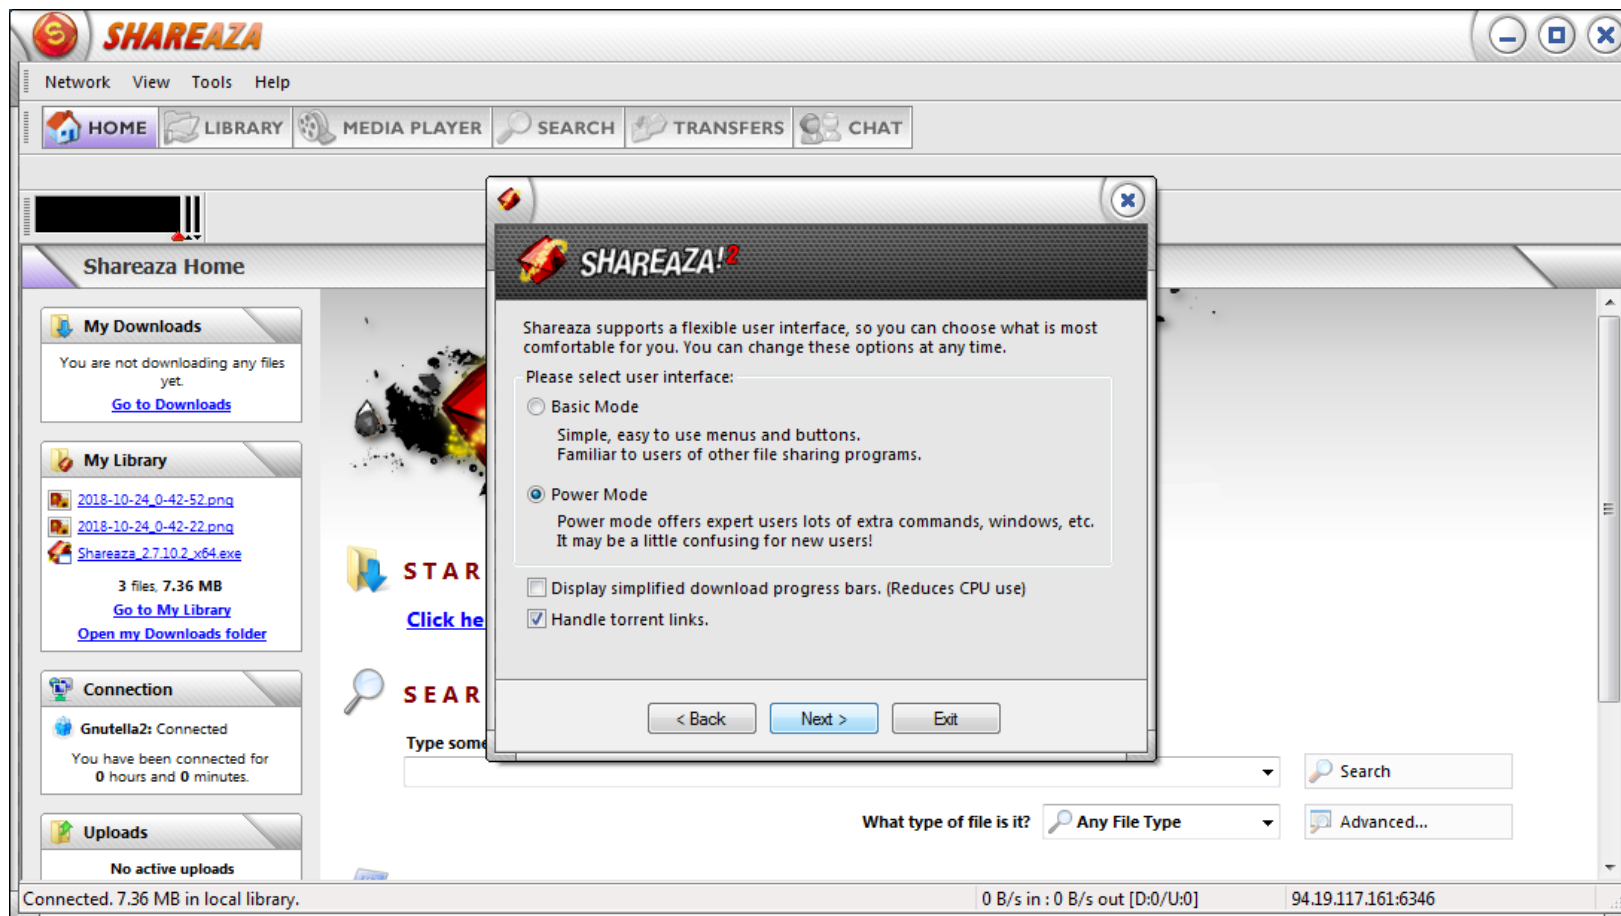 SHAREAZA
Network View Tools Help
HOME LIBRARY MEDIA PLAYER SEARCH TRANSFERS CHAT
Shareaza Home
My Downloads
You are not downloading any files
yet.
Go to Downloads
My Library
2018-10-24_0-42-52.png
2018-10-24_0-42-22.png
Shareaza_2.7.10.2_x64.exe
3 files, 7.36 MB
Go to My Library
Open my Downloads folder
Connection
Gnutella2: Connected
You have been connected for
0 hours and 0 minutes.
Uploads
No active uploads
STAR
Click he
SEAR
Type some
Search
What type of file is it? Any File Type
Advanced...
SHAREAZA!2
Shareaza supports a flexible user interface, so you can choose what is most
comfortable for you. You can change these options at any time.
Please select user interface:
Basic Mode
Simple, easy to use menus and buttons.
Familiar to users of other file sharing programs.
Power Mode
Power mode offers expert users lots of extra commands, windows, etc.
It may be a little confusing for new users!
Display simplified download progress bars. (Reduces CPU use)
Handle torrent links.
< Back Next > Exit
Connected. 7.36 MB in local library.
0 B/s in : 0 B/s out [D:0/U:0]
94.19.117.161:6346